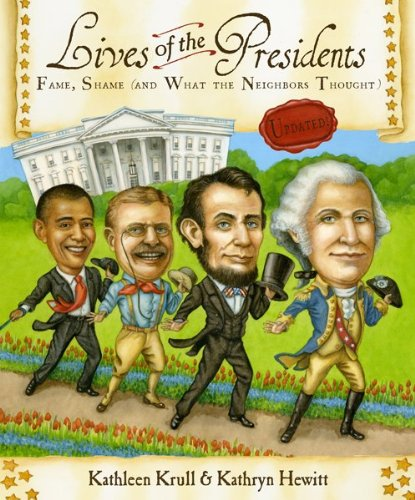 Lives of the Presidents
FAME, SHAME (AND WHAT THE NEIGHBORS THOUGHT)
UPDATED!
Kathleen Krull & Kathryn Hewitt